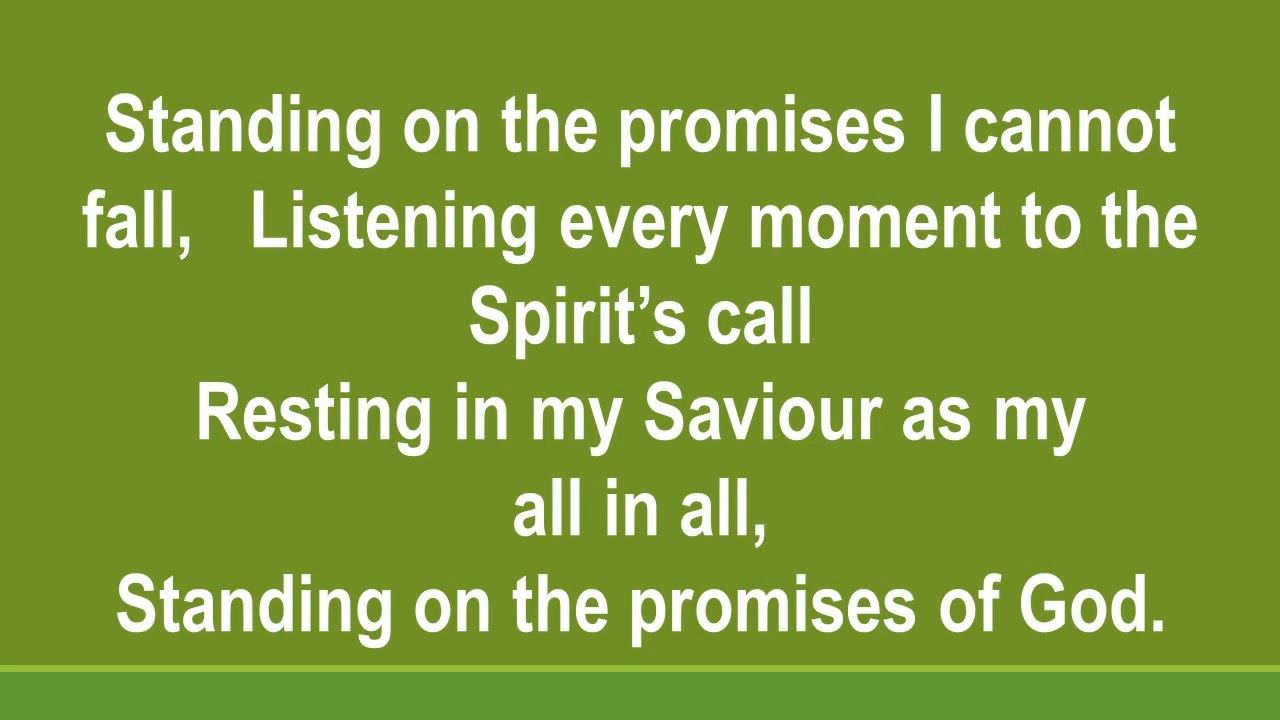 Standing on the promises I cannot
fall,   Listening every moment to the
Spirit’s call
Resting in my Saviour as my
all in all,
Standing on the promises of God.